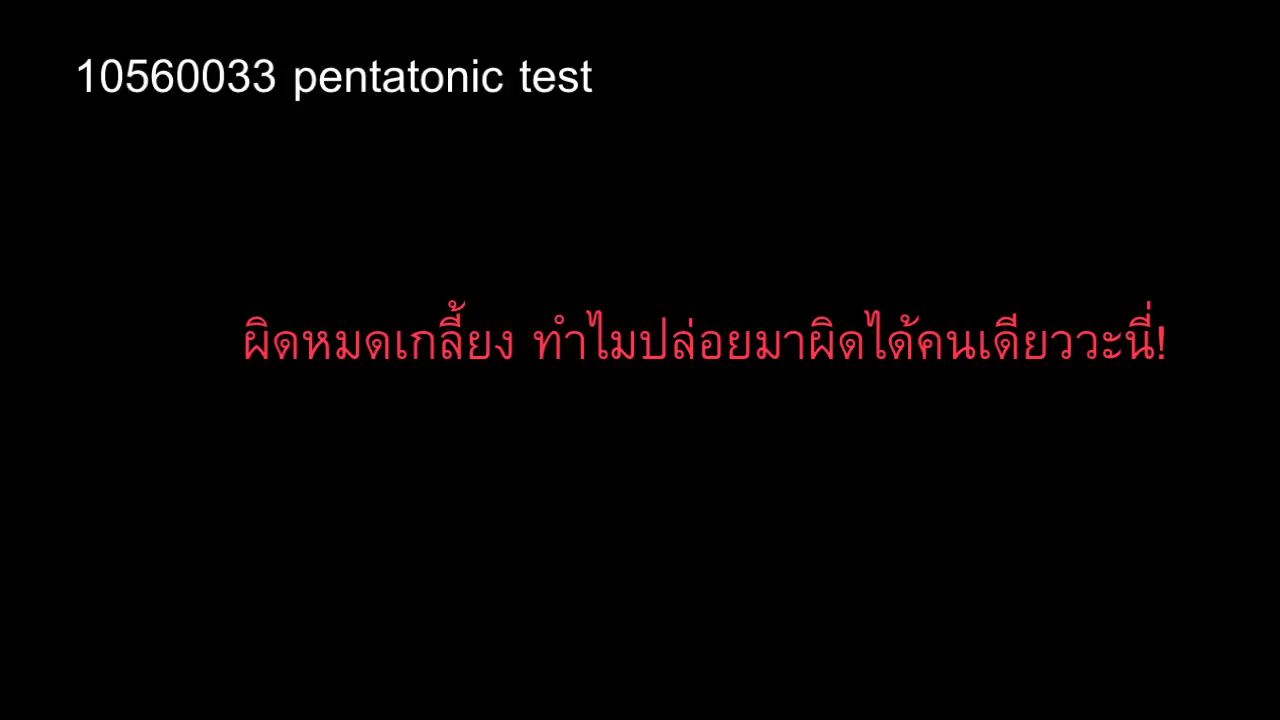 10560033 pentatonic test
ผิดหมดเกลี้ยง ทำไมปล่อยมาผิดได้คนเดียววะนี่!